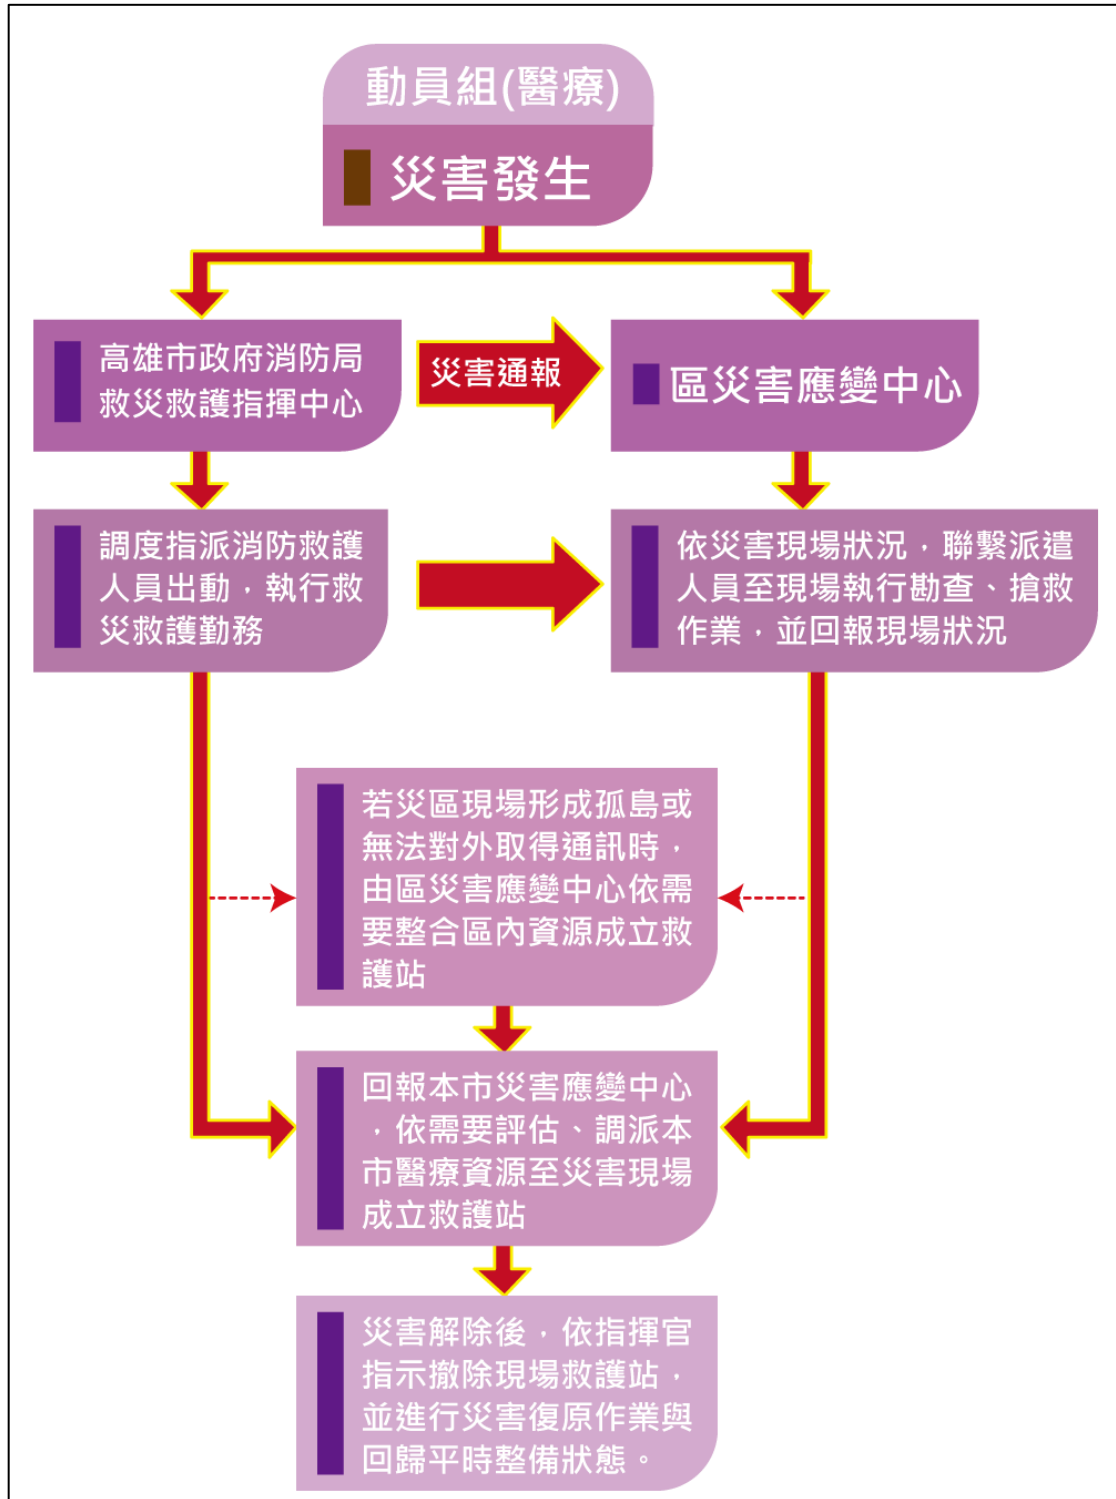 動員組(醫療)
災害發生
高雄市政府消防局
救災救護指揮中心
災害通報
區災害應變中心
調度指派消防救護
人員出動，執行救
災救護勤務
依災害現場狀況，聯繫派遣
人員至現場執行勘查、搶救
作業，並回報現場狀況
若災區現場形成孤島或
無法對外取得通訊時，
由區災害應變中心依需
要整合區內資源成立救
護站
回報本市災害應變中心
，依需要評估、調派本
市醫療資源至災害現場
成立救護站
災害解除後，依指揮官
指示撤除現場救護站，
並進行災害復原作業與
回歸平時整備狀態。